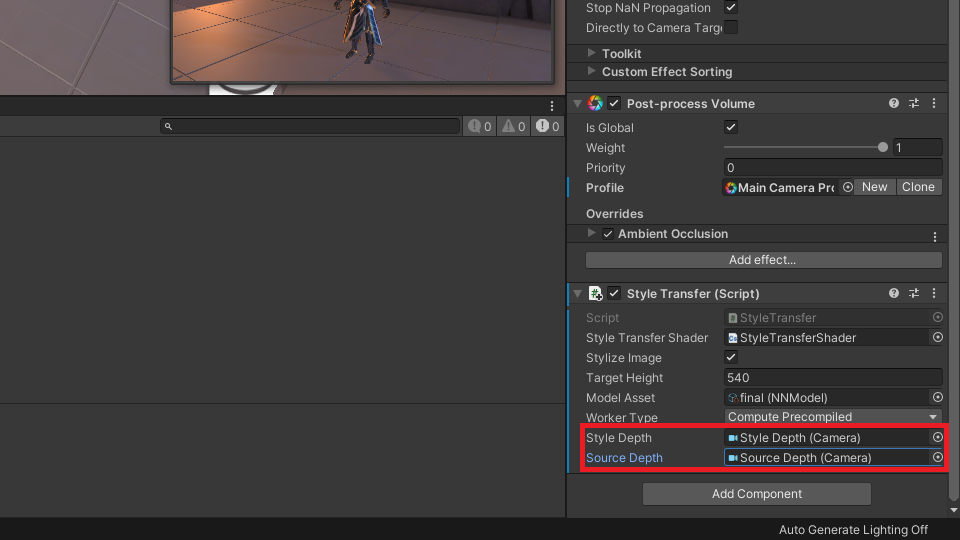 Stop NaN Propagation
Directly to Camera Targe
Toolkit
Custom Effect Sorting
0 0 0
Post-process Volume
Is Global
Weight 1
Priority 0
Profile Main Camera Pro New Clone
Overrides
Ambient Occlusion
Add effect...
Style Transfer (Script)
Script StyleTransfer
Style Transfer Shader StyleTransferShader
Stylize Image
Target Height 540
Model Asset final (NNModel)
Worker Type Compute Precompiled
Style Depth Style Depth (Camera)
Source Depth Source Depth (Camera)
Add Component
Auto Generate Lighting Off